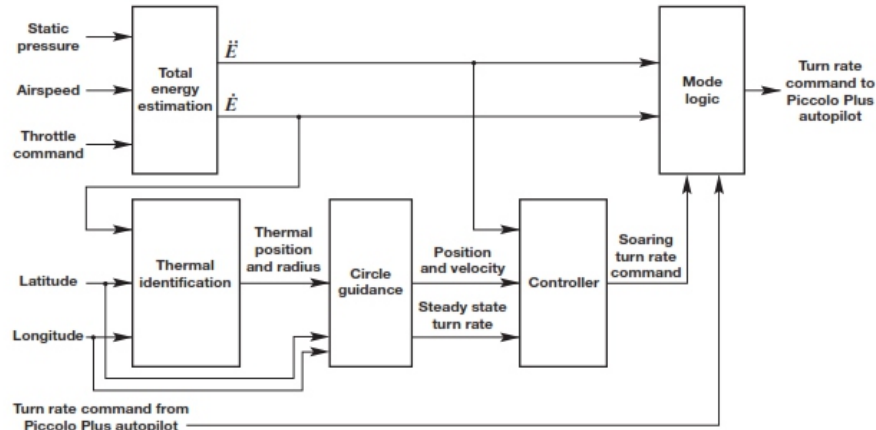 Static
pressure
Airspeed
Throttle
command
Total
energy
estimation
Ë
Ė
Mode
logic
Turn rate
command to
Piccolo Plus
autopilot
Latitude
Longitude
Thermal
identification
Thermal
position
and radius
Circle
guidance
Position
and velocity
Steady state
turn rate
Controller
Soaring
turn rate
command
Turn rate command from
Piccolo Plus autopilot